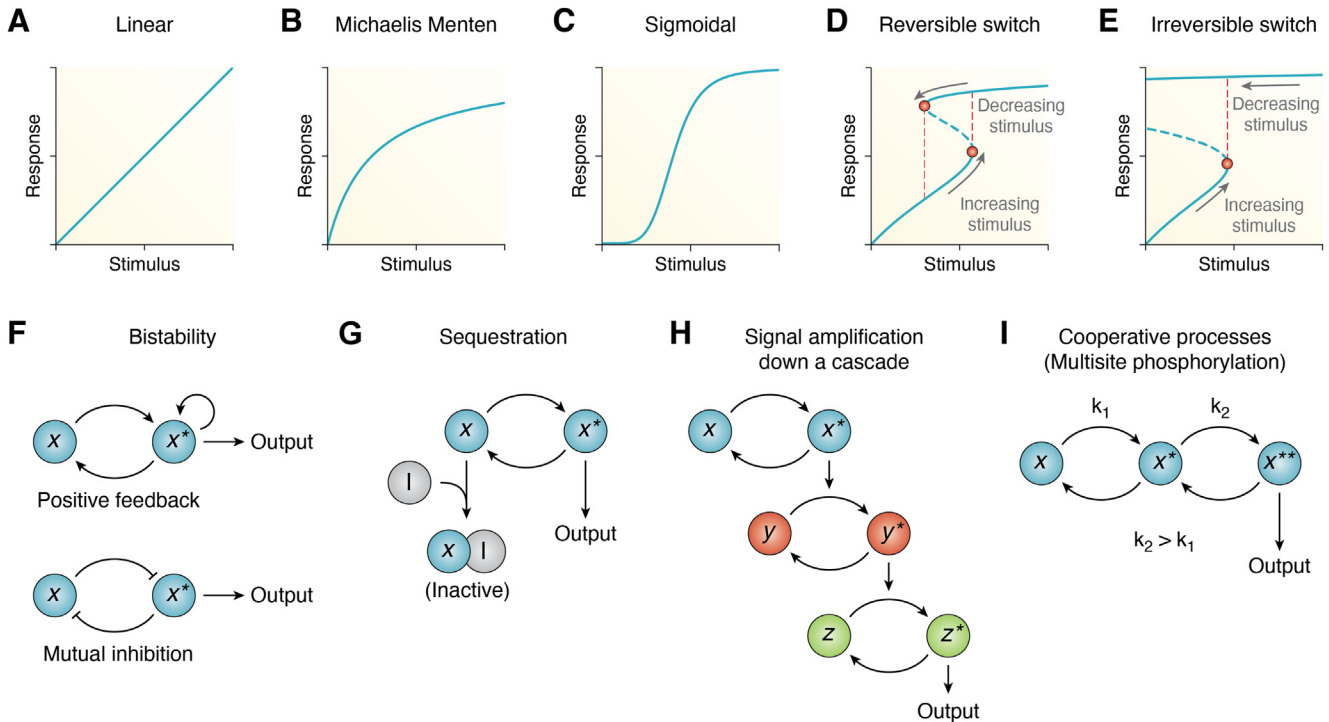 A
Linear
Response
Stimulus
B
Michaelis Menten
Response
Stimulus
C
Sigmoidal
Response
Stimulus
D
Reversible switch
Response
Decreasing
stimulus
Increasing
stimulus
Stimulus
E
Irreversible switch
Response
Decreasing
stimulus
Increasing
stimulus
Stimulus
F
Bistability
x
x*
Output
Positive feedback
x
x*
Output
Mutual inhibition
G
Sequestration
x
x*
I
x
I
(Inactive)
Output
H
Signal amplification
down a cascade
x
x*
y
y*
z
z*
Output
I
Cooperative processes
(Multisite phosphorylation)
k1
k2
x
x*
x**
k2 > k1
Output